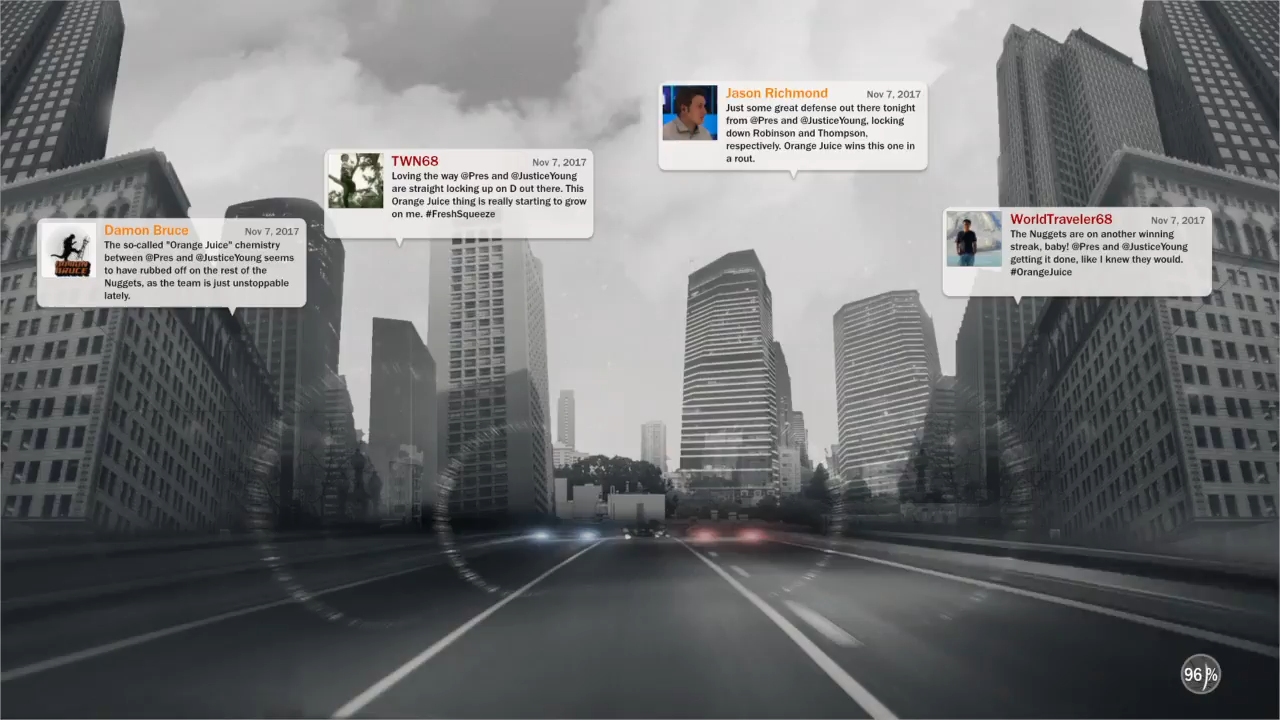 Damon Bruce Nov 7, 2017
The so-called "Orange Juice" chemistry
between @Pres and @JusticeYoung seems
to have rubbed off on the rest of the
Nuggets, as the team is just unstoppable
lately.
DAMON
BRUCE
TWN68 Nov 7, 2017
Loving the way @Pres and @JusticeYoung
are straight locking up on D out there. This
Orange Juice thing is really starting to grow
on me. #FreshSqueeze
Jason Richmond Nov 7, 2017
Just some great defense out there tonight
from @Pres and @JusticeYoung, locking
down Robinson and Thompson,
respectively. Orange Juice wins this one in
a rout.
WorldTraveler68 Nov 7, 2017
The Nuggets are on another winning
streak, baby! @Pres and @JusticeYoung
getting it done, like I knew they would.
#OrangeJuice
96%